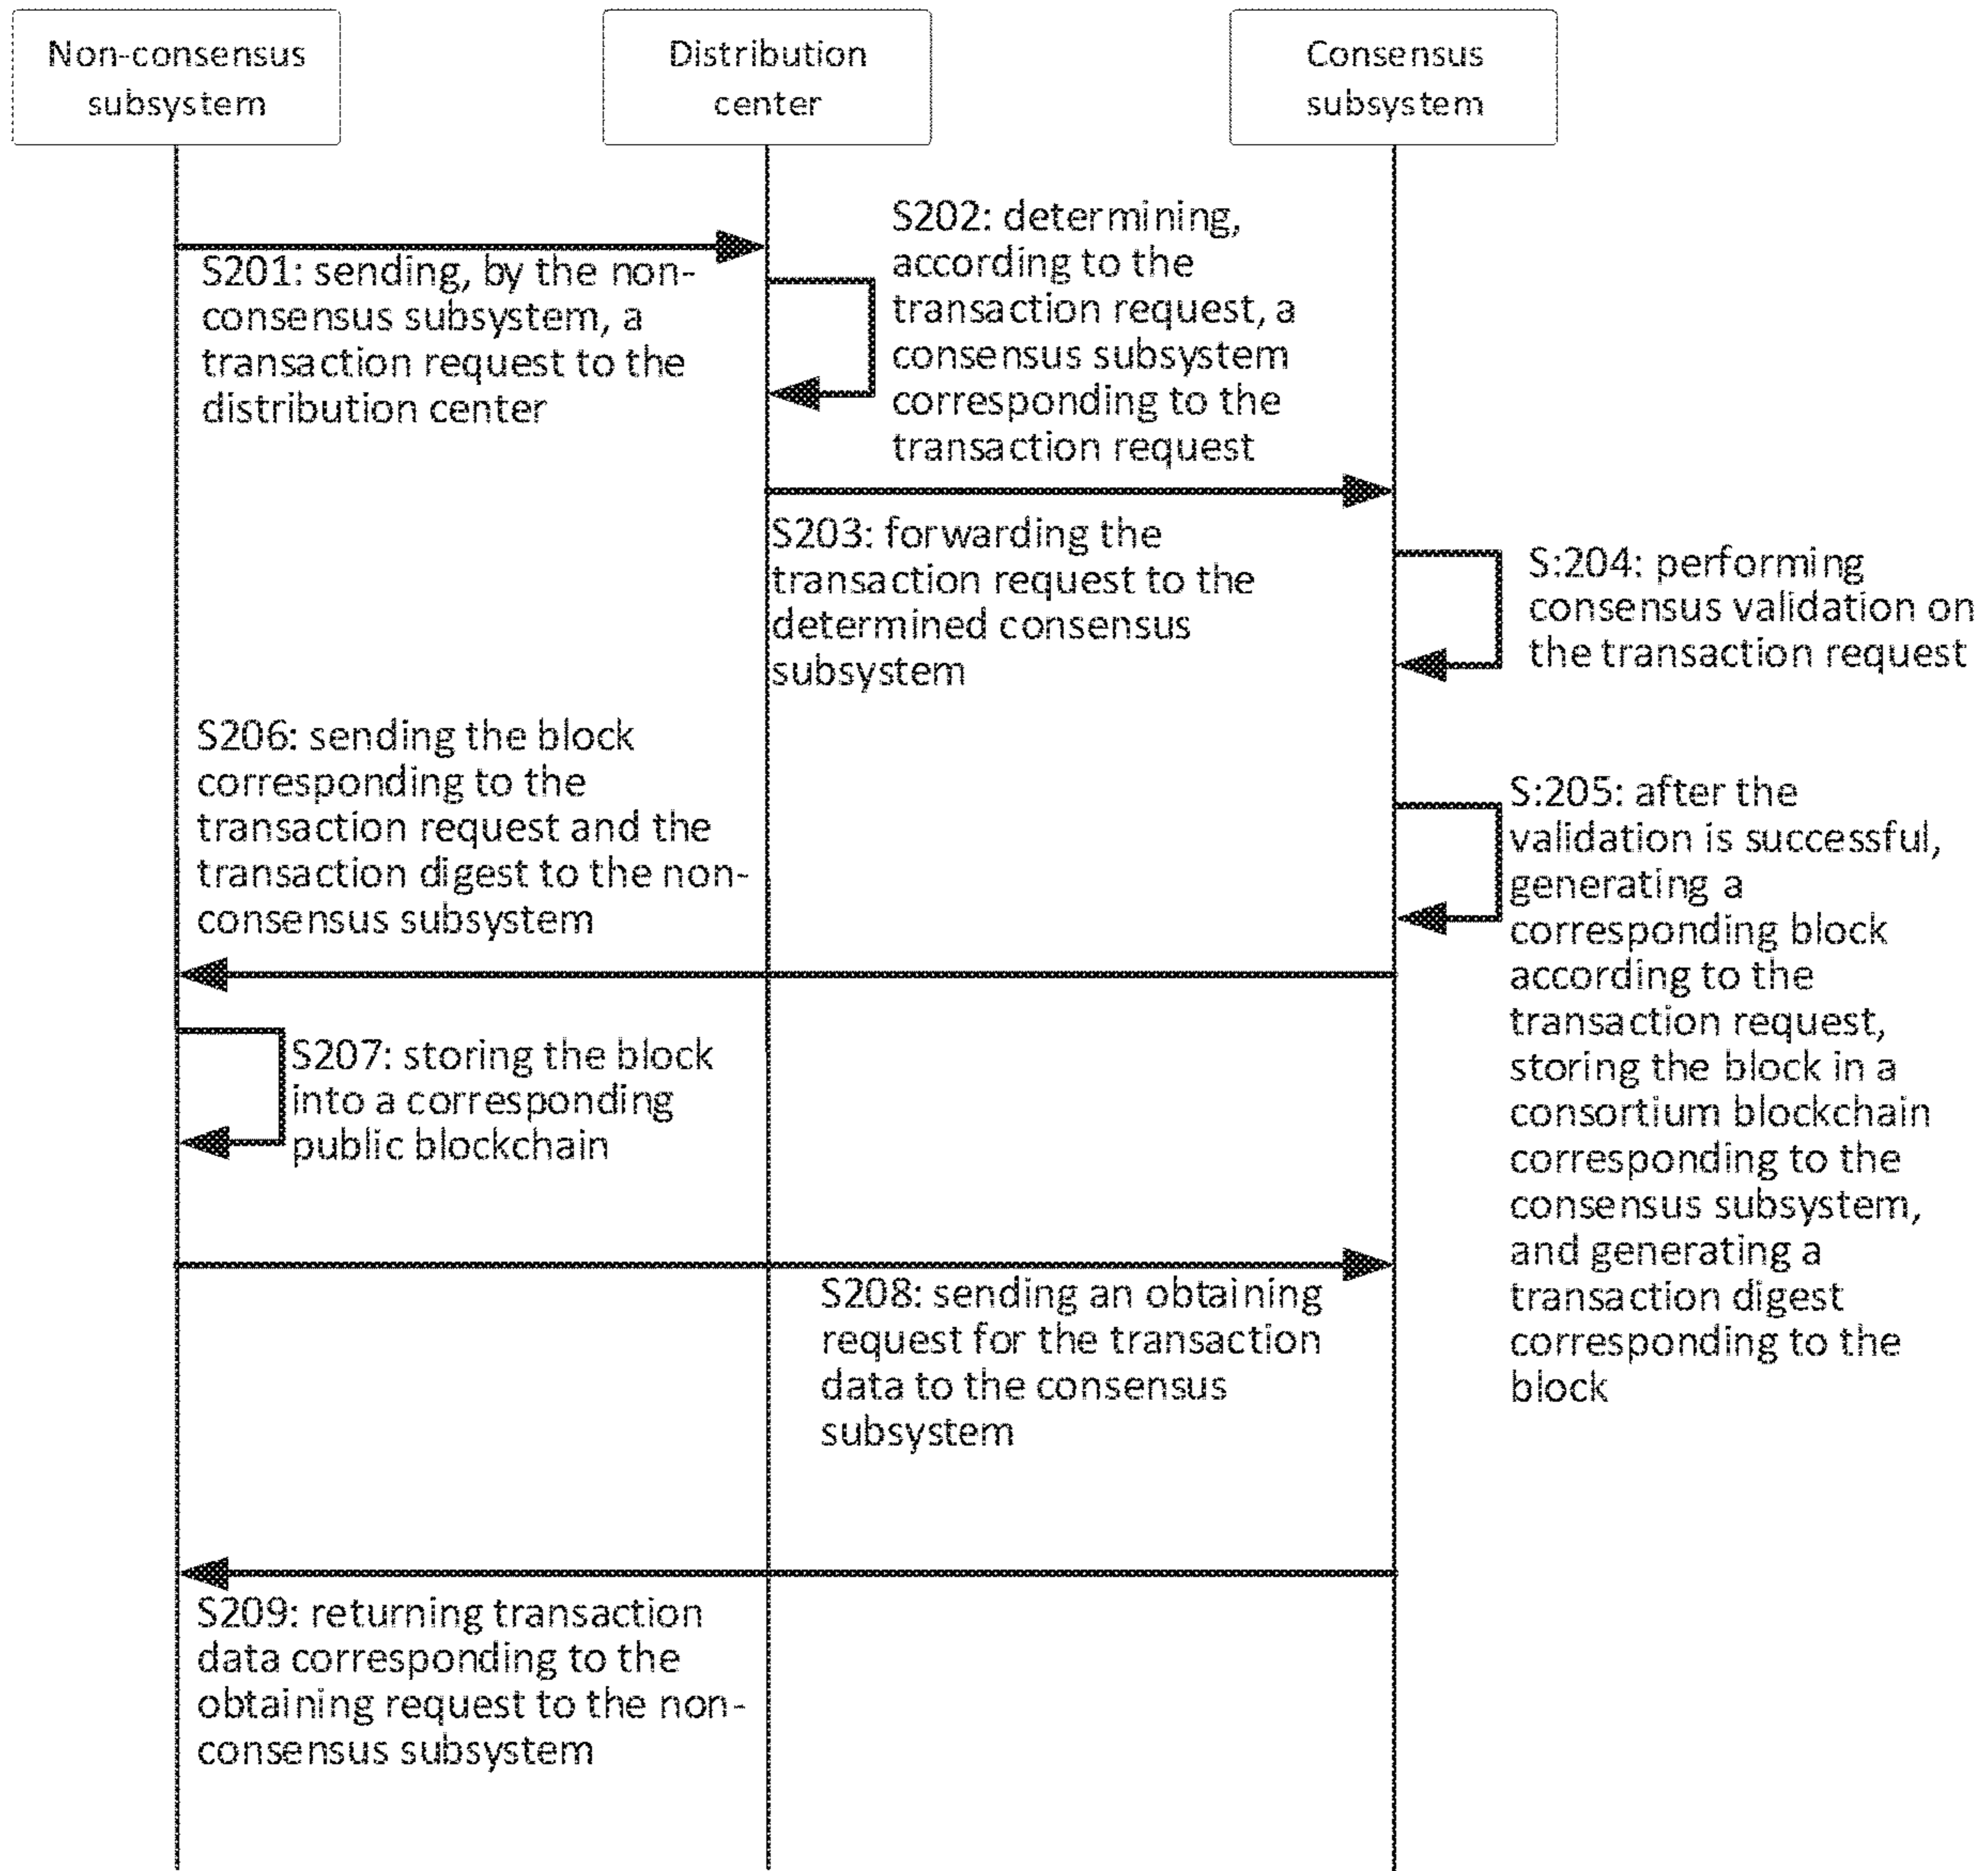 Non-consensus
subsystem
Distribution
center
Consensus
subsystem
S201: sending, by the non-
consensus subsystem, a
transaction request to the
distribution center
S202: determining,
according to the
transaction request, a
consensus subsystem
corresponding to the
transaction request
S203: forwarding the
transaction request to the
determined consensus
subsystem
S:204: performing
consensus validation on
the transaction request
S:205: after the
validation is successful,
generating a
corresponding block
according to the
transaction request,
storing the block in a
consortium blockchain
corresponding to the
consensus subsystem,
and generating a
transaction digest
corresponding to the
block
S206: sending the block
corresponding to the
transaction request and the
transaction digest to the non-
consensus subsystem
S207: storing the block
into a corresponding
public blockchain
S208: sending an obtaining
request for the transaction
data to the consensus
subsystem
S209: returning transaction
data corresponding to the
obtaining request to the non-
consensus subsystem